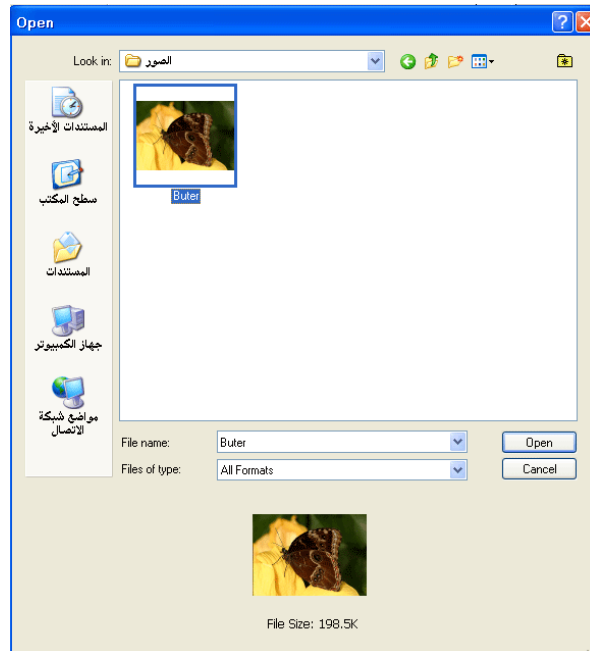 Open
Look in: الصور
المستندات الأخيرة
سطح المكتب
المستندات
جهاز الكمبيوتر
مواضع شبكة
الاتصال
Buter
File name: Buter Open
Files of type: All Formats Cancel
File Size: 198.5K